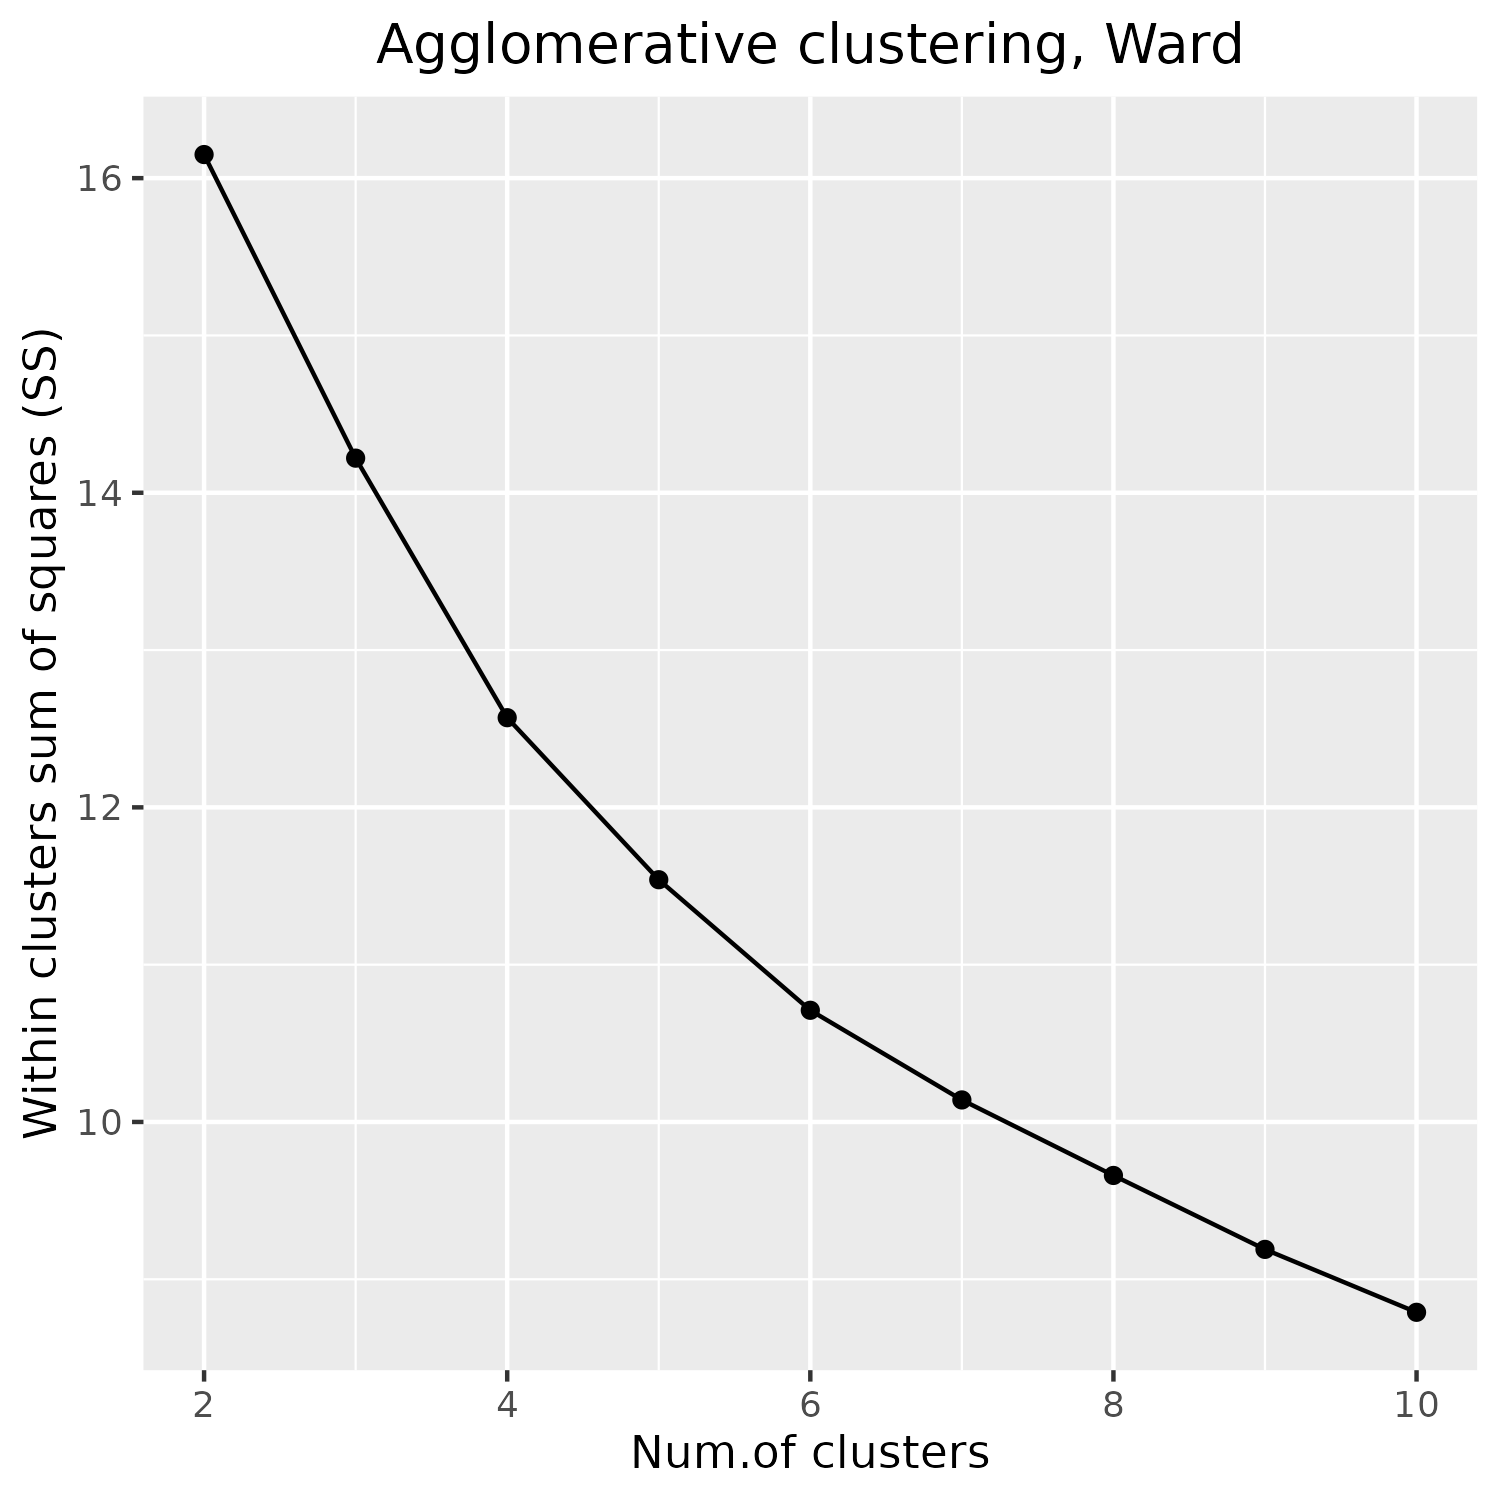 Agglomerative clustering, Ward
Within clusters sum of squares (SS)
16
14
12
10
2 4 6 8 10
Num.of clusters